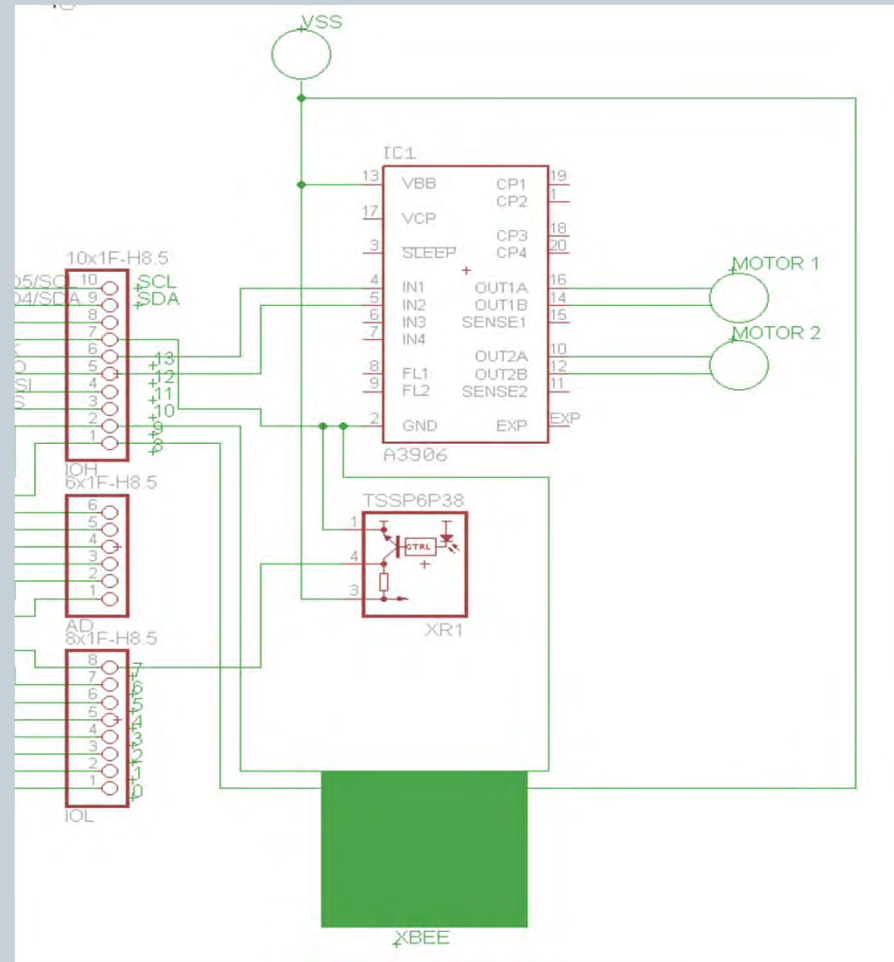 VSS
IC1
13 VBB CP1 19
CP2 1
17 VCP
CP3 18
3 SLEEP CP4 20
4 IN1 OUT1A 16
5 IN2 OUT1B 14
6 IN3 SENSE1 15
7 IN4
OUT2A 10
8 FL1 OUT2B 12
9 FL2 SENSE2 11
2 GND EXP EXP
A3906
MOTOR 1
MOTOR 2
10x1F-H8.5
D5/SCL 10 SCL
D4/SDA 9 SDA
8
7
6 13
5 12
SI 4 11
3 10
2 9
1 8
IOH
6x1F-H8.5
6
5
4
3
2
1
AD
8x1F-H8.5
8 7
7 6
6 5
5 4
4 3
3 2
2 1
1 0
IOL
TSSP6P38
1
CTRL
4
3
XR1
XBEE